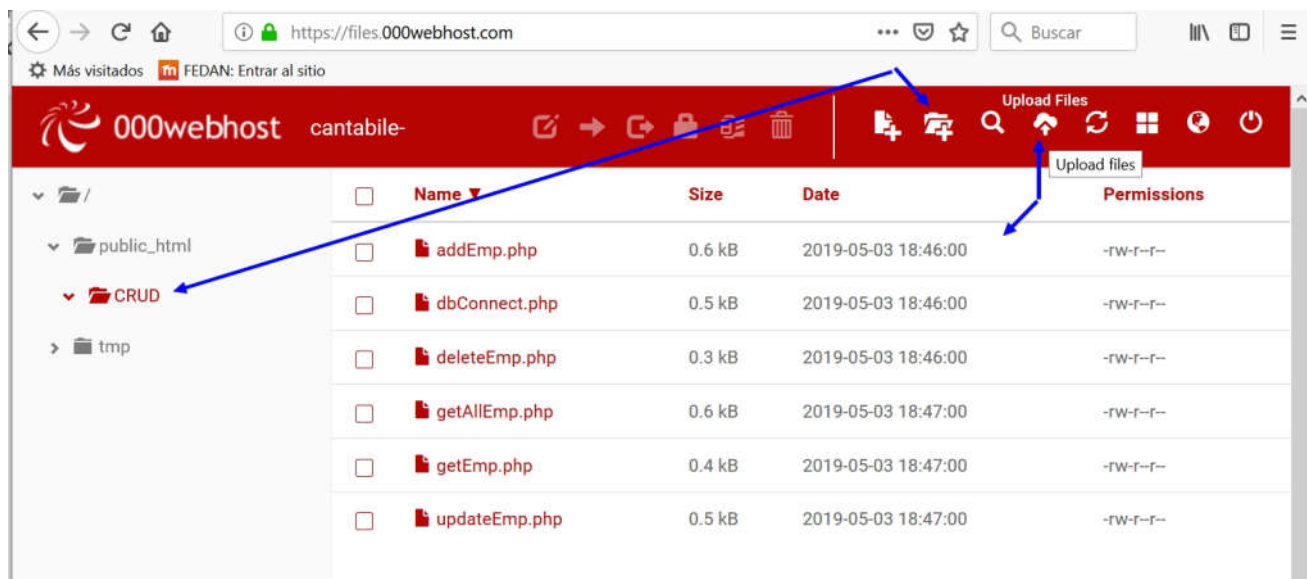 https://files.000webhost.com
Buscar
Más visitados FEDAN: Entrar al sitio
000webhost cantabile-
Upload Files
Upload files
/
public_html
CRUD
tmp
Name ▼ Size Date Permissions
addEmp.php 0.6 kB 2019-05-03 18:46:00 -rw-r--r--
dbConnect.php 0.5 kB 2019-05-03 18:46:00 -rw-r--r--
deleteEmp.php 0.3 kB 2019-05-03 18:46:00 -rw-r--r--
getAllEmp.php 0.6 kB 2019-05-03 18:47:00 -rw-r--r--
getEmp.php 0.4 kB 2019-05-03 18:47:00 -rw-r--r--
updateEmp.php 0.5 kB 2019-05-03 18:47:00 -rw-r--r--